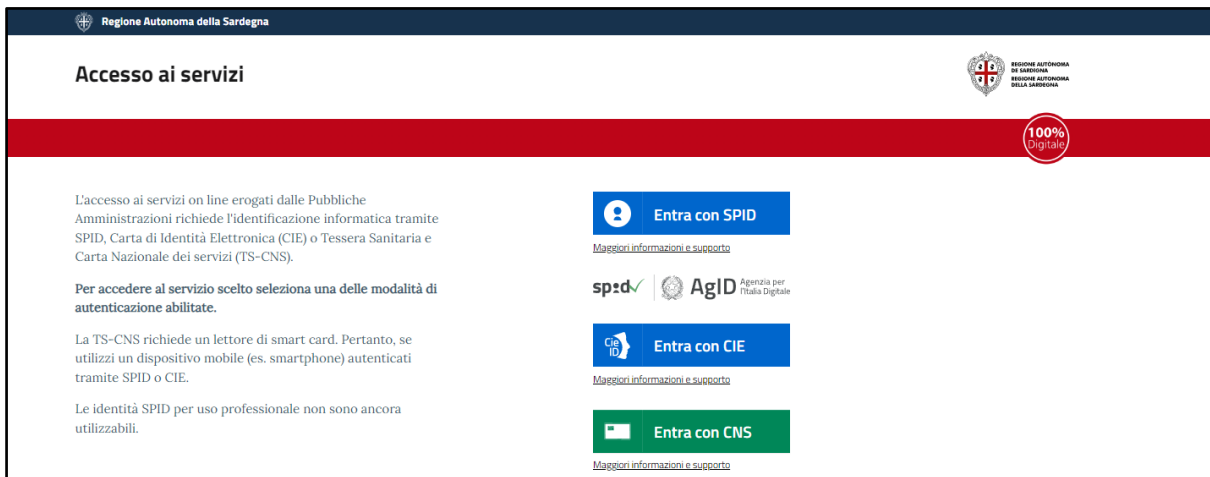 Regione Autonoma della Sardegna
Accesso ai servizi
REGIONE AUTÒNOMA
DE SARDIGNA
REGIONE AUTONOMA
DELLA SARDEGNA
100%
Digitale
L'accesso ai servizi on line erogati dalle Pubbliche
Amministrazioni richiede l'identificazione informatica tramite
SPID, Carta di Identità Elettronica (CIE) o Tessera Sanitaria e
Carta Nazionale dei servizi (TS-CNS).
Per accedere al servizio scelto seleziona una delle modalità di
autenticazione abilitate.
La TS-CNS richiede un lettore di smart card. Pertanto, se
utilizzi un dispositivo mobile (es. smartphone) autenticati
tramite SPID o CIE.
Le identità SPID per uso professionale non sono ancora
utilizzabili.
Entra con SPID
Maggiori informazioni e supporto
spid
AgID
Agenzia per
l'Italia Digitale
Cie
ID
Entra con CIE
Maggiori informazioni e supporto
Entra con CNS
Maggiori informazioni e supporto